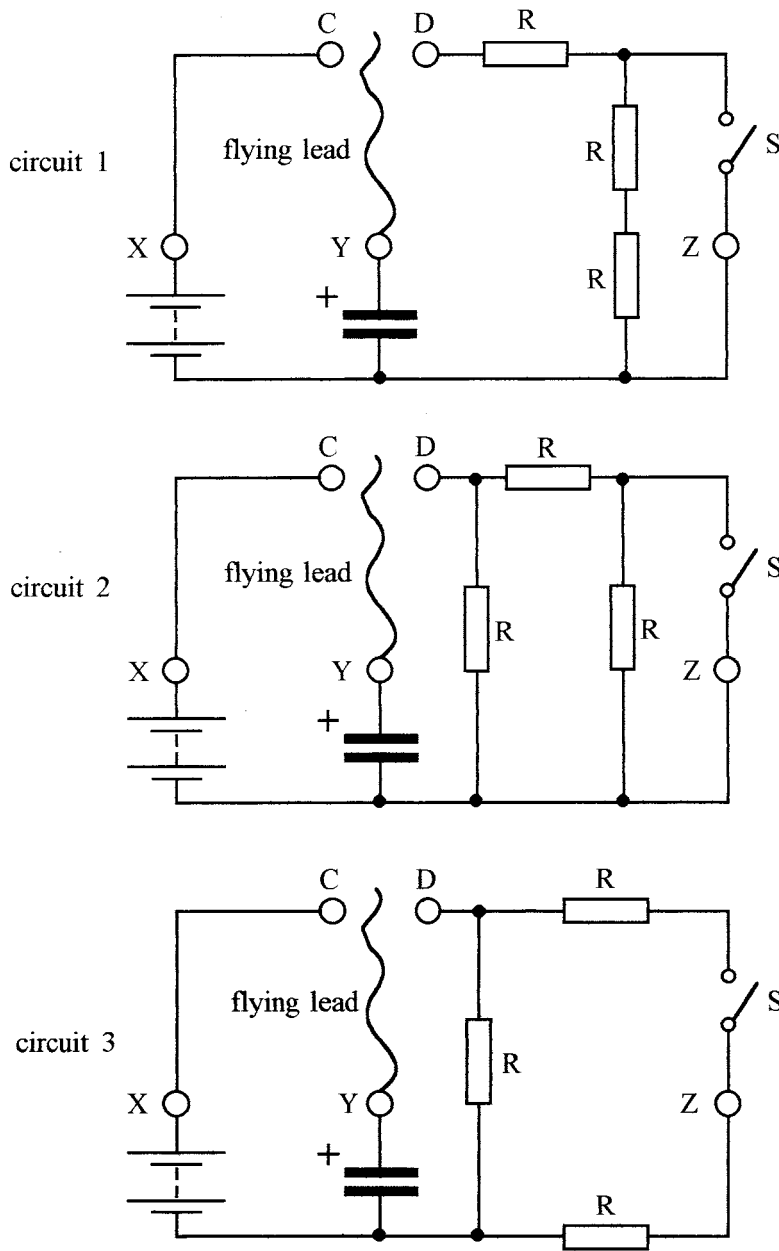 C D R
circuit 1 flying lead R S
X Y R Z
+
C D R
circuit 2 flying lead R R S
X Y Z
+
C D R
circuit 3 flying lead R S
X Y Z
+
R